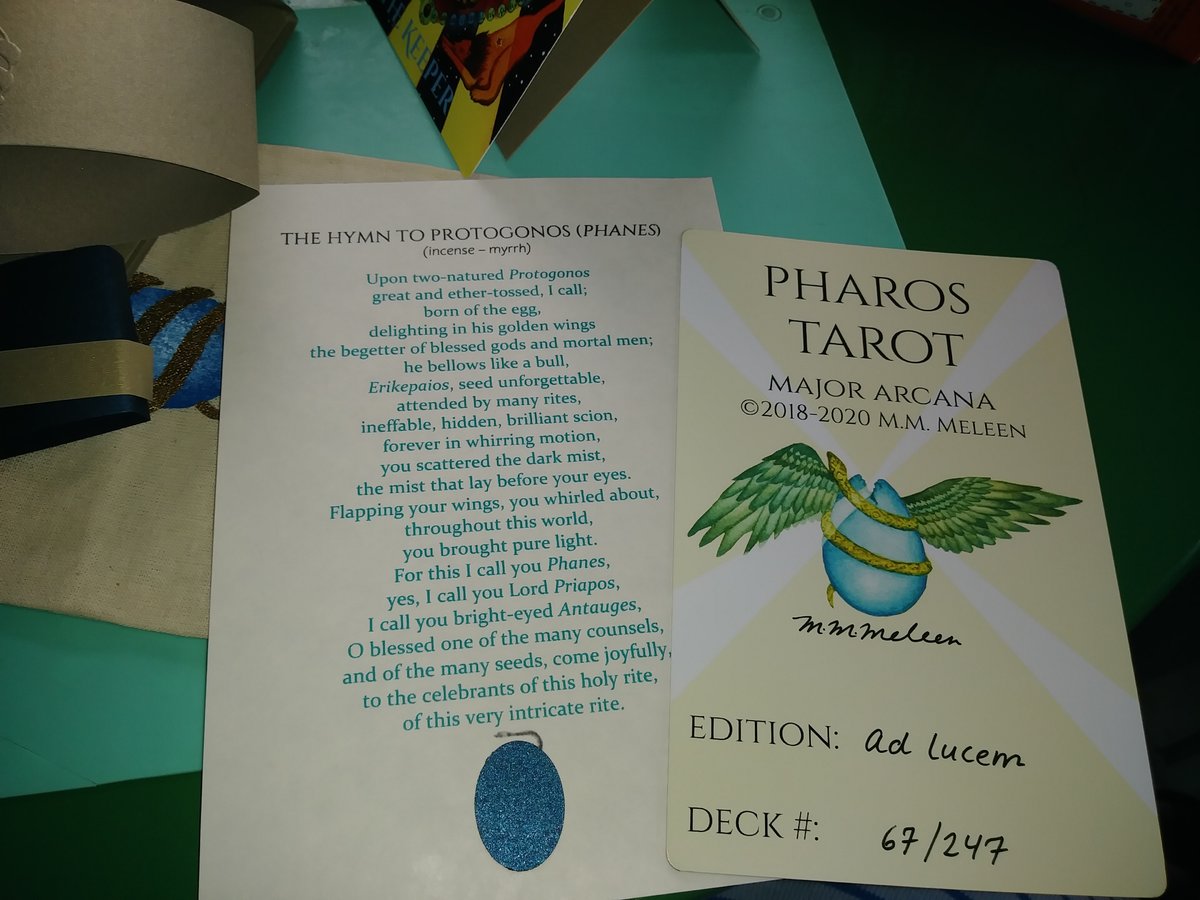 KEEPER
THE HYMN TO PROTOGONOS (PHANES)
(incense – myrrh)
Upon two-natured Protogonos
great and ether-tossed, I call;
born of the egg,
delighting in his golden wings
the begetter of blessed gods and mortal men;
he bellows like a bull,
Erikepaios, seed unforgettable,
attended by many rites,
ineffable, hidden, brilliant scion,
forever in whirring motion,
you scattered the dark mist,
the mist that lay before your eyes.
Flapping your wings, you whirled about,
throughout this world,
you brought pure light.
For this I call you Phanes,
yes, I call you Lord Priapos,
I call you bright-eyed Antauges,
O blessed one of the many counsels,
and of the many seeds, come joyfully,
to the celebrants of this holy rite,
of this very intricate rite.
PHAROS
TAROT
MAJOR ARCANA
©2018-2020 M.M. MELEEN
M.M.Meleen
EDITION: Ad Lucem
DECK #: 67/247